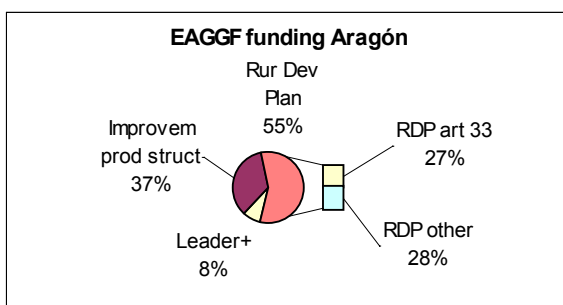 EAGGF funding Aragón
Rur Dev
Plan
55%
Improvem
prod struct
37%
RDP art 33
27%
Leader+
8%
RDP other
28%